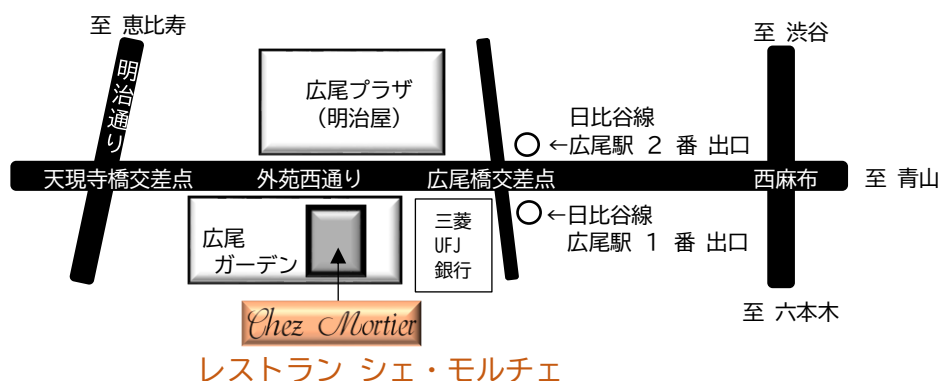 至 恵比寿
明治通り
広尾プラザ
(明治屋)
至 渋谷
日比谷線
←広尾駅 2 番 出口
天現寺橋交差点
外苑西通り
広尾橋交差点
西麻布
至 青山
広尾
ガーデン
三菱
UFJ
銀行
←日比谷線
広尾駅 1 番 出口
至 六本木
Chez Mortier
レストラン シェ・モルチェ